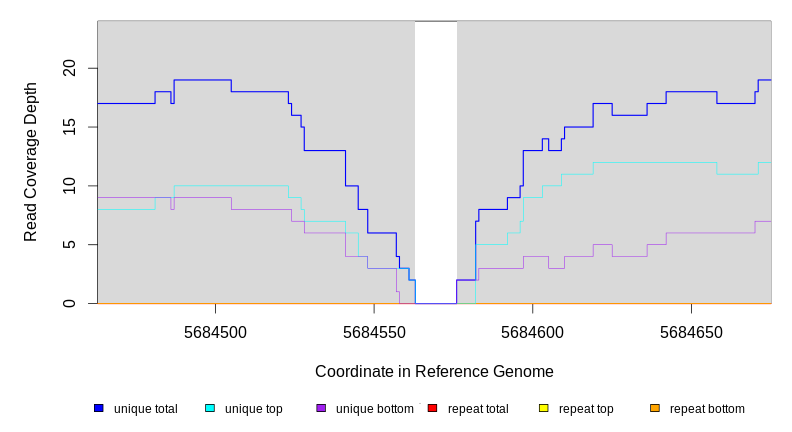 20
15
10
5
0
Read Coverage Depth
5684500 5684550 5684600 5684650
Coordinate in Reference Genome
unique total unique top unique bottom repeat total repeat top repeat bottom